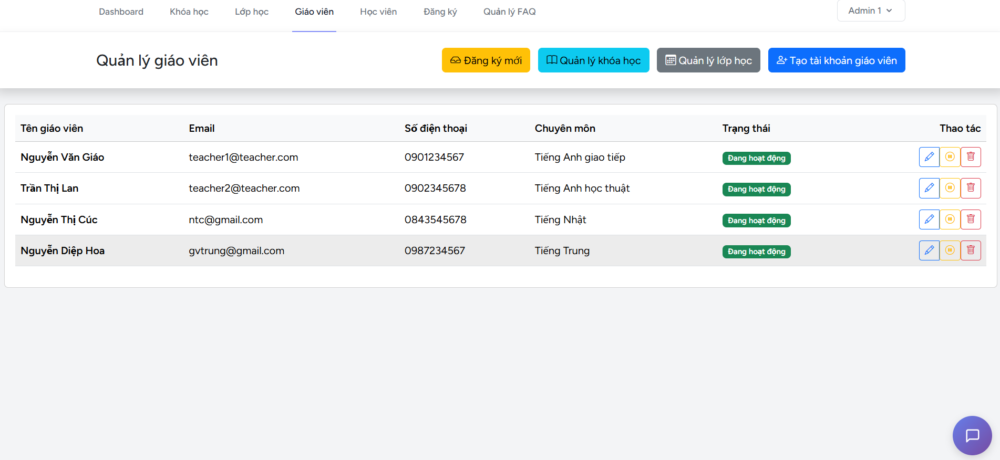 Dashboard Khóa học Lớp học Giáo viên Học viên Đăng ký Quản lý FAQ Admin 1
Quản lý giáo viên Đăng ký mới Quản lý khóa học Quản lý lớp học Tạo tài khoản giáo viên
Tên giáo viên Email Số điện thoại Chuyên môn Trạng thái Thao tác
Nguyễn Văn Giáo teacher1@teacher.com 0901234567 Tiếng Anh giao tiếp Đang hoạt động
Trần Thị Lan teacher2@teacher.com 0902345678 Tiếng Anh học thuật Đang hoạt động
Nguyễn Thị Cúc ntc@gmail.com 0843545678 Tiếng Nhật Đang hoạt động
Nguyễn Diệp Hoa gvtrung@gmail.com 0987234567 Tiếng Trung Đang hoạt động